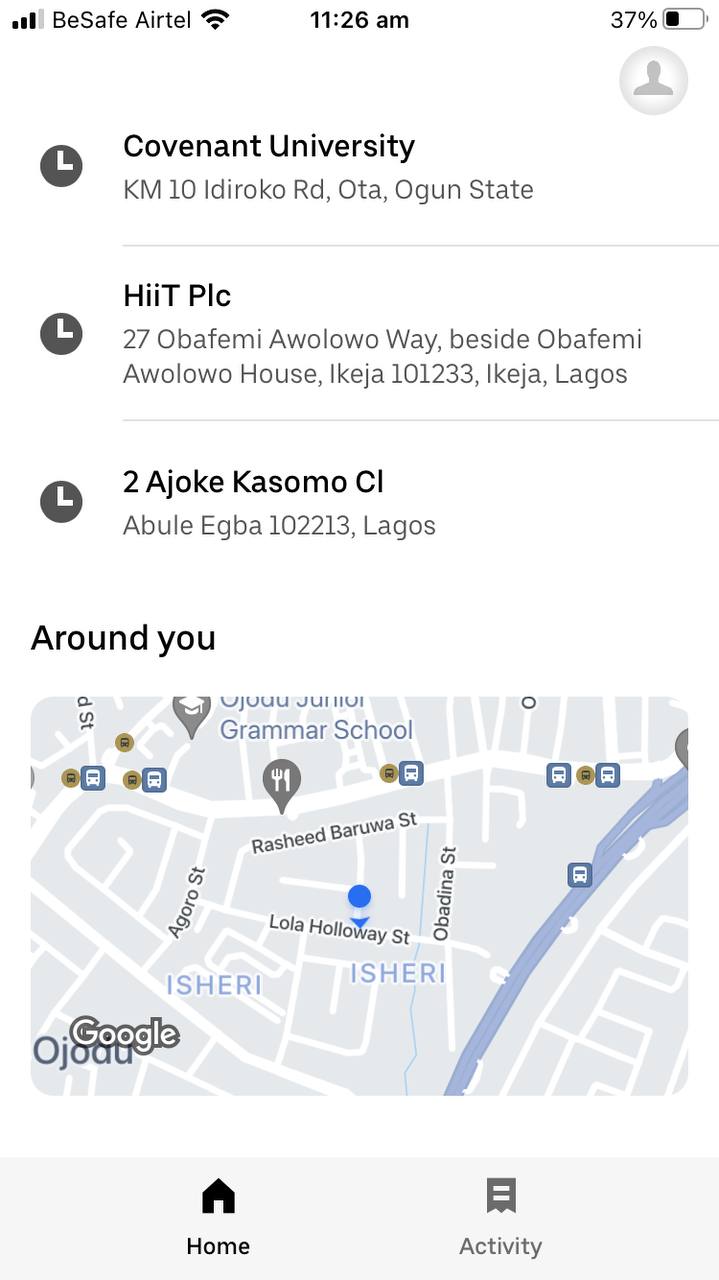 BeSafe Airtel 11:26 am 37%
Covenant University
KM 10 Idiroko Rd, Ota, Ogun State
HiiT Plc
27 Obafemi Awolowo Way, beside Obafemi
Awolowo House, Ikeja 101233, Ikeja, Lagos
2 Ajoke Kasomo Cl
Abule Egba 102213, Lagos
Around you
d St
O
Ojodu Junior
Grammar School
Rasheed Baruwa St
Agoro St
Obadina St
Lola Holloway St
ISHERI
ISHERI
Google
Ojodu
Home
Activity